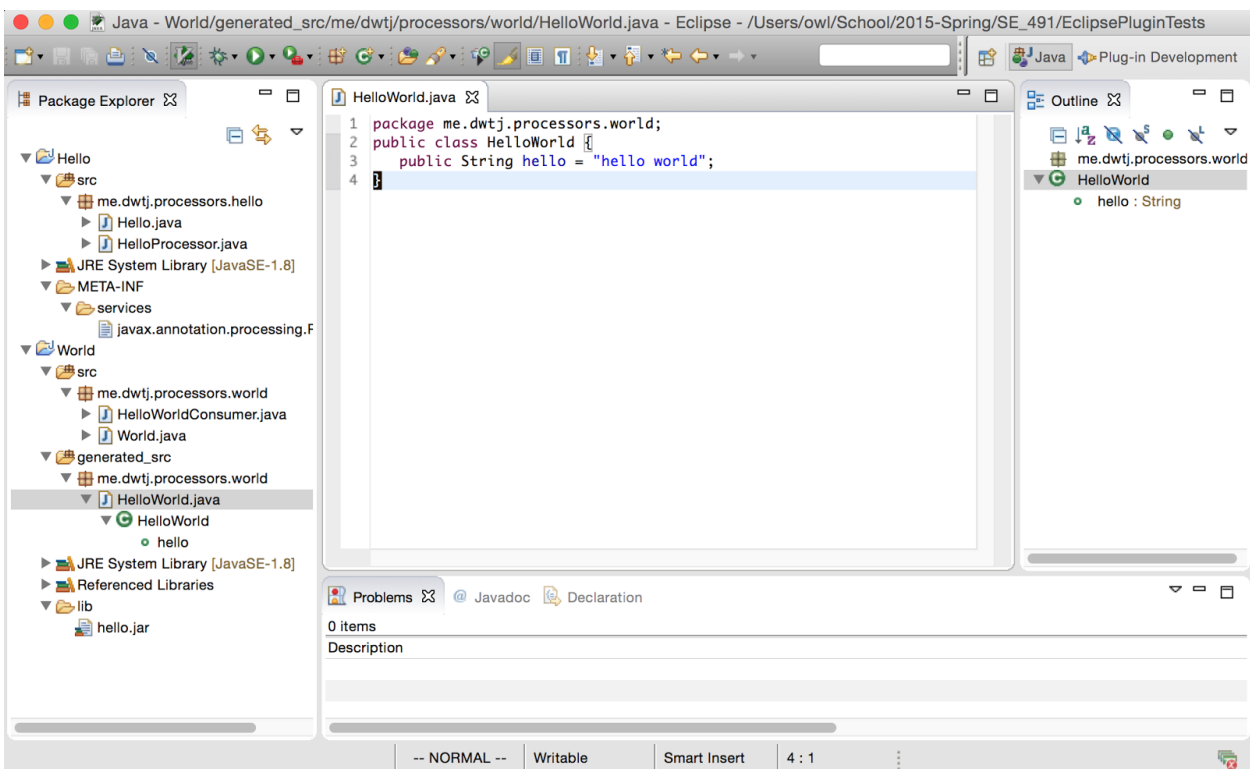 Java - World/generated_src/me/dwtj/processors/world/HelloWorld.java - Eclipse - /Users/owl/School/2015-Spring/SE_491/EclipsePluginTests
Java
Plug-in Development
Package Explorer
Hello
src
me.dwtj.processors.hello
Hello.java
HelloProcessor.java
JRE System Library [JavaSE-1.8]
META-INF
services
javax.annotation.processing.
World
src
me.dwtj.processors.world
HelloWorldConsumer.java
World.java
generated_src
me.dwtj.processors.world
HelloWorld.java
HelloWorld
hello
JRE System Library [JavaSE-1.8]
Referenced Libraries
lib
hello.jar
HelloWorld.java
1 package me.dwtj.processors.world;
2 public class HelloWorld {
3 public String hello = "hello world";
4 }
Outline
me.dwtj.processors.world
HelloWorld
hello : String
Problems
@ Javadoc
Declaration
0 items
Description
-- NORMAL --
Writable
Smart Insert
4 : 1